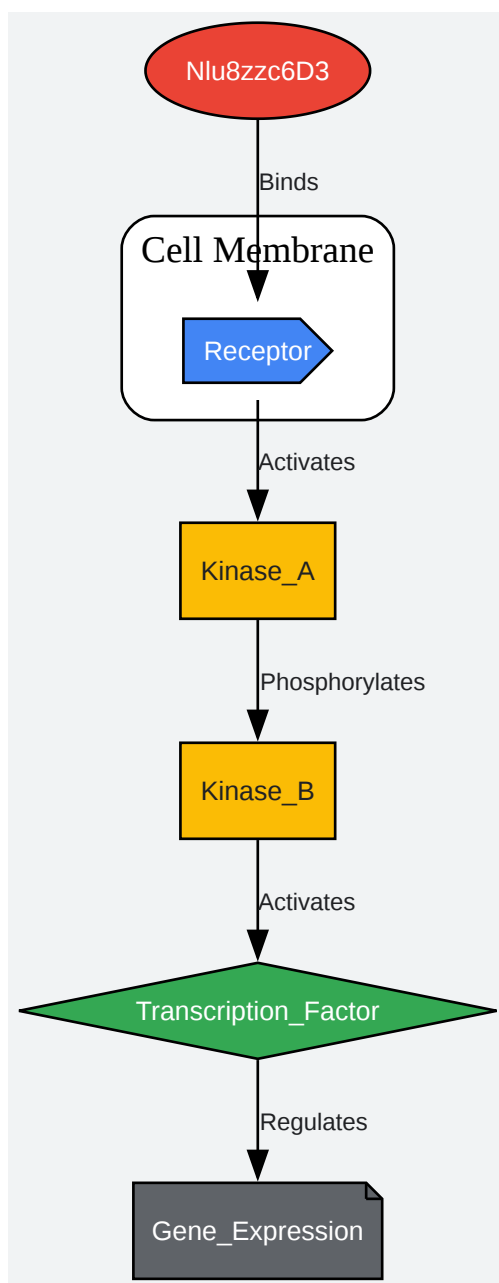 Nlu8zzc6D3
Binds
Cell Membrane
Receptor
Activates
Kinase_A
Phosphorylates
Kinase_B
Activates
Transcription_Factor
Regulates
Gene_Expression